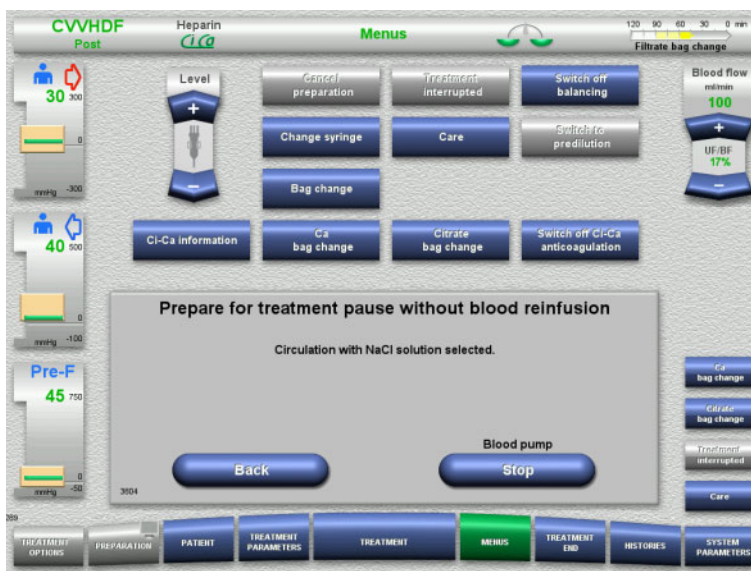 CVVHDF
Post
Heparin
CiCa
Menus
120 90 60 30 0 min
Filtrate bag change
30
300
0
mmHg -300
Level
+
−
Cancel
preparation
Treatment
interrupted
Switch off
balancing
Change syringe
Care
Switch to
predilution
Bag change
Blood flow
ml/min
100
+
UF/BF
17%
−
40
500
0
mmHg -100
Ci-Ca information
Ca
bag change
Citrate
bag change
Switch off Ci-Ca
anticoagulation
Prepare for treatment pause without blood reinfusion
Circulation with NaCl solution selected.
Blood pump
Back
Stop
3604
Pre-F
45
750
0
mmHg -50
Ca
bag change
Citrate
bag change
Treatment
interrupted
Care
TREATMENT
OPTIONS
PREPARATION
PATIENT
TREATMENT
PARAMETERS
TREATMENT
MENUS
TREATMENT
END
HISTORIES
SYSTEM
PARAMETERS